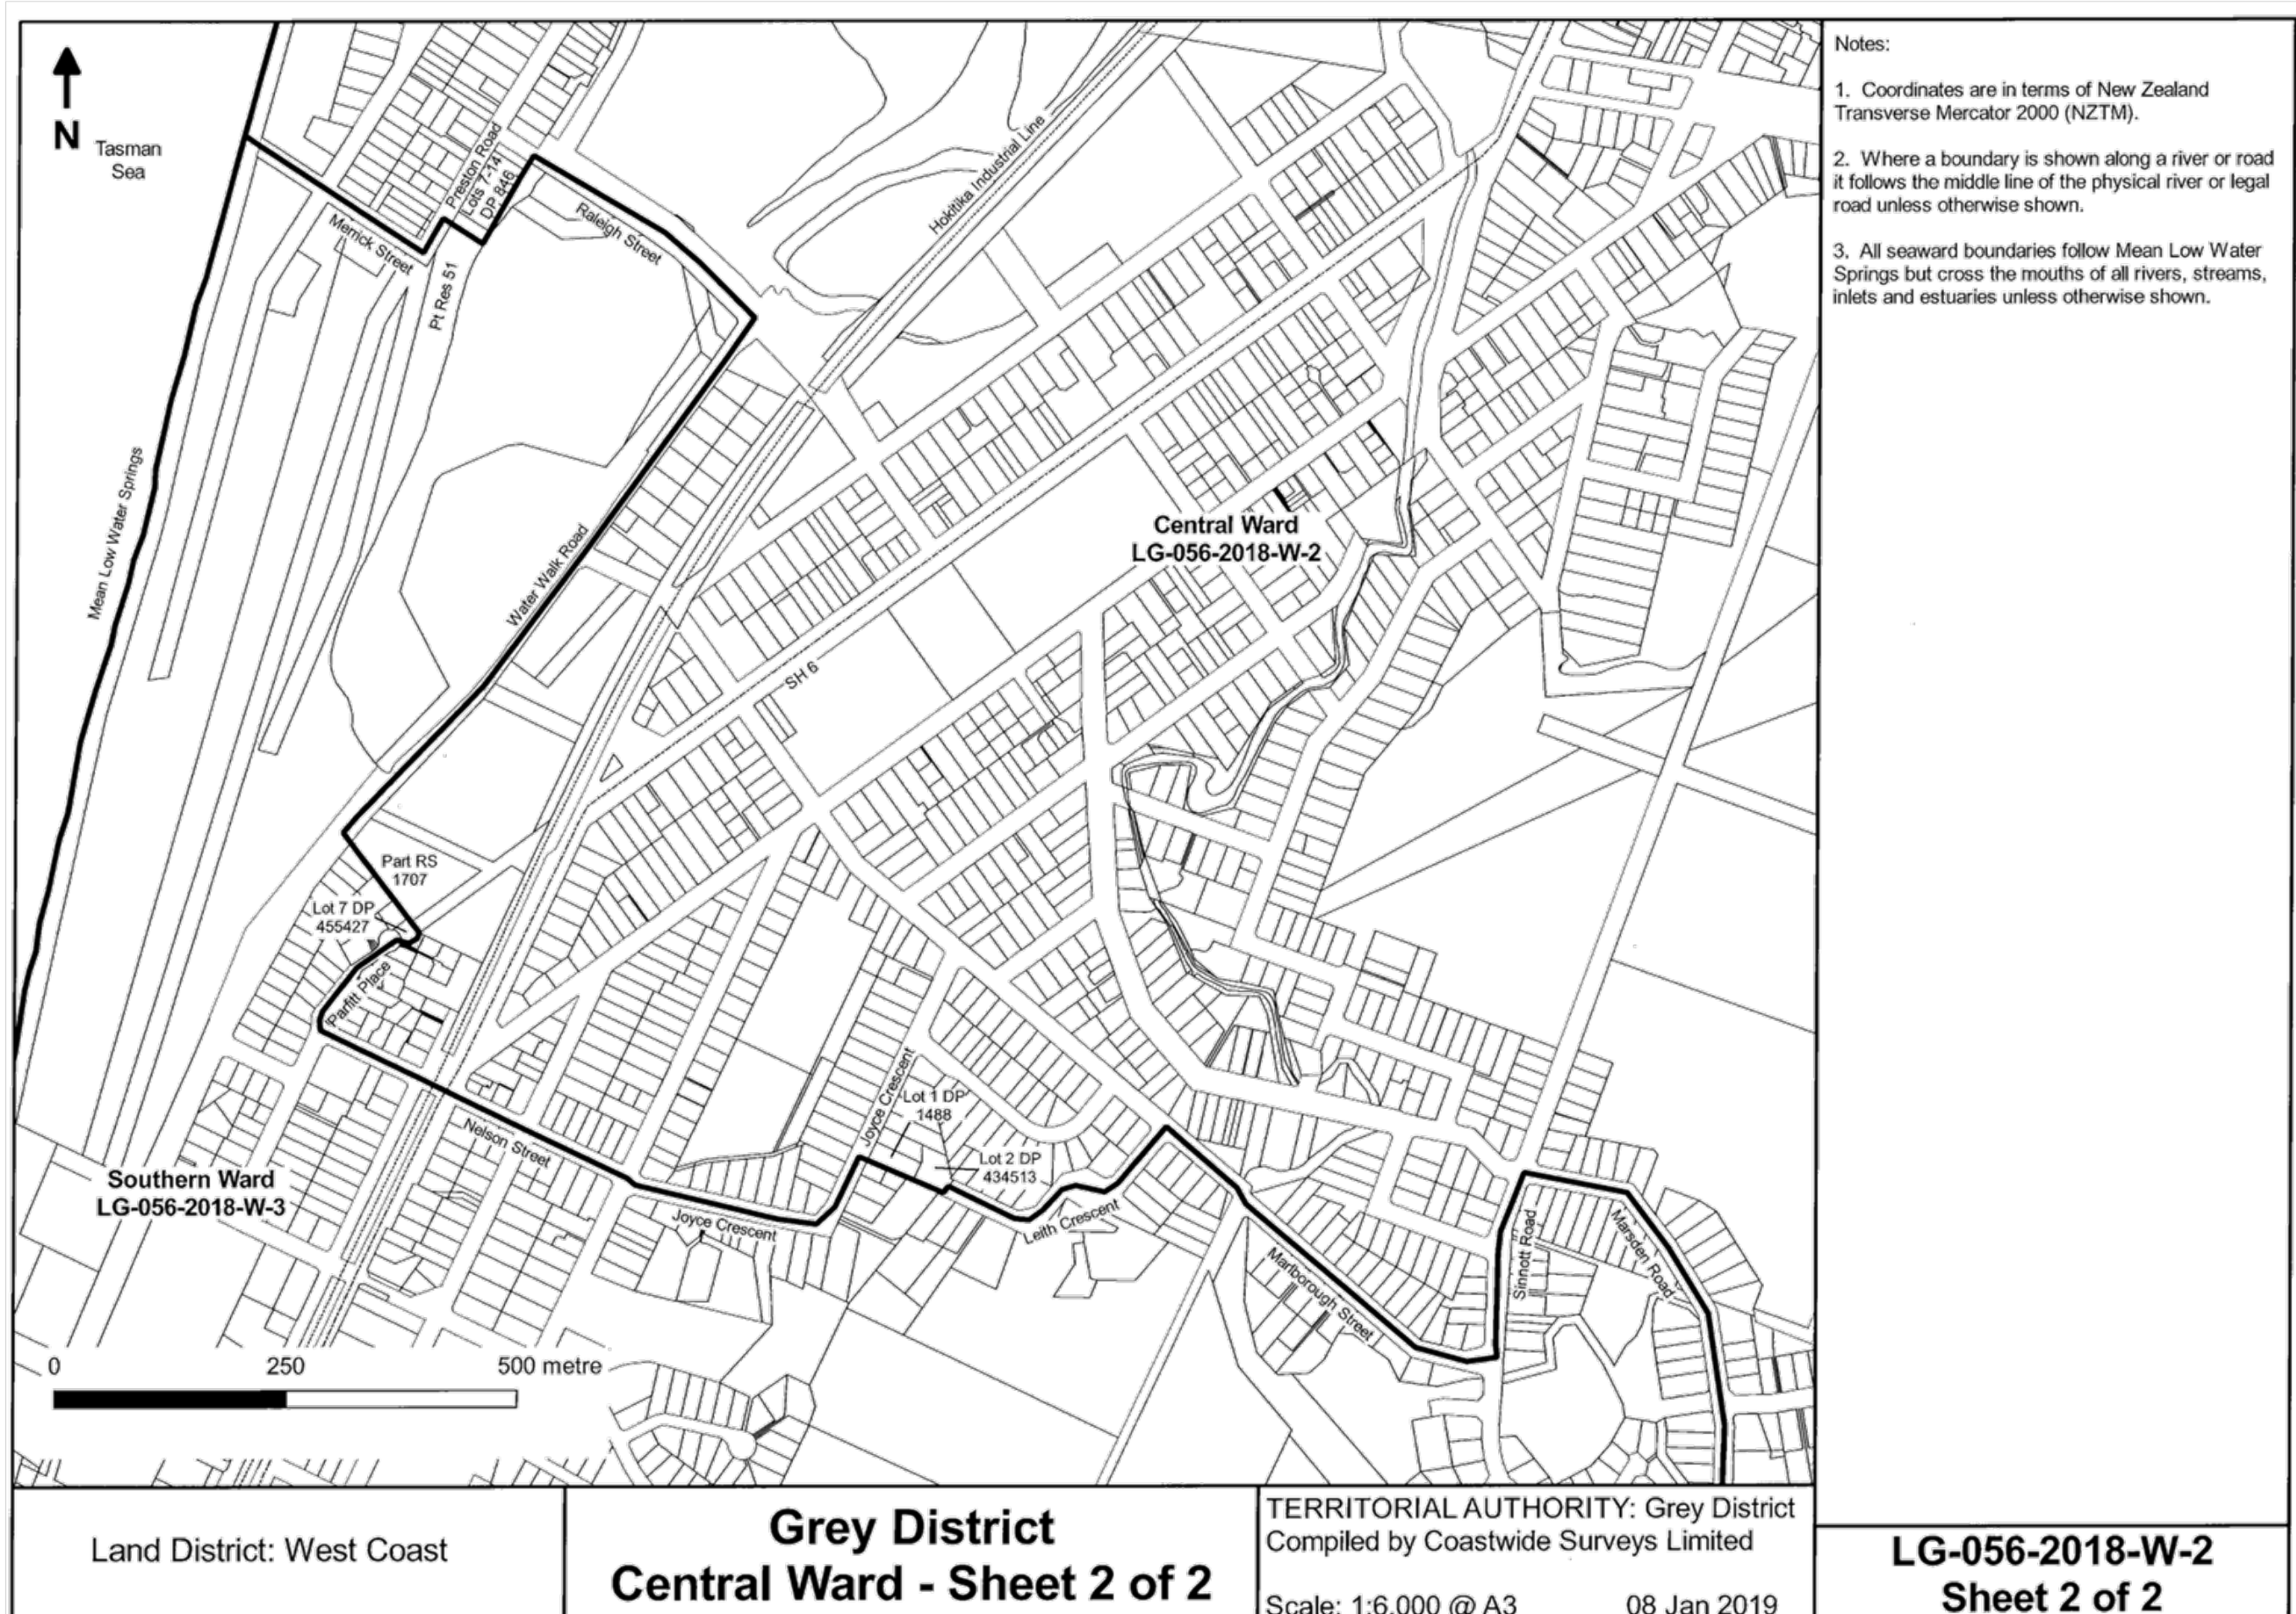 N
Tasman
Sea
Preston Road
Lots 7-14
DP 846
Merrick Street
Raleigh Street
Pt Res 51
Hokitika Industrial Line
Mean Low Water Springs
Water Walk Road
Central Ward
LG-056-2018-W-2
SH 6
Part RS
1707
Lot 7 DP
455427
Parfitt Place
Nelson Street
Joyce Crescent
Lot 1 DP
1488
Lot 2 DP
434513
Joyce Crescent
Leith Crescent
Marlborough Street
Sinnott Road
Marsden Road
Southern Ward
LG-056-2018-W-3
0 250 500 metre
Notes:
1. Coordinates are in terms of New Zealand
Transverse Mercator 2000 (NZTM).
2. Where a boundary is shown along a river or road
it follows the middle line of the physical river or legal
road unless otherwise shown.
3. All seaward boundaries follow Mean Low Water
Springs but cross the mouths of all rivers, streams,
inlets and estuaries unless otherwise shown.
Land District: West Coast
Grey District
Central Ward - Sheet 2 of 2
TERRITORIAL AUTHORITY: Grey District
Compiled by Coastwide Surveys Limited
Scale: 1:6,000 @ A3 08 Jan 2019
LG-056-2018-W-2
Sheet 2 of 2